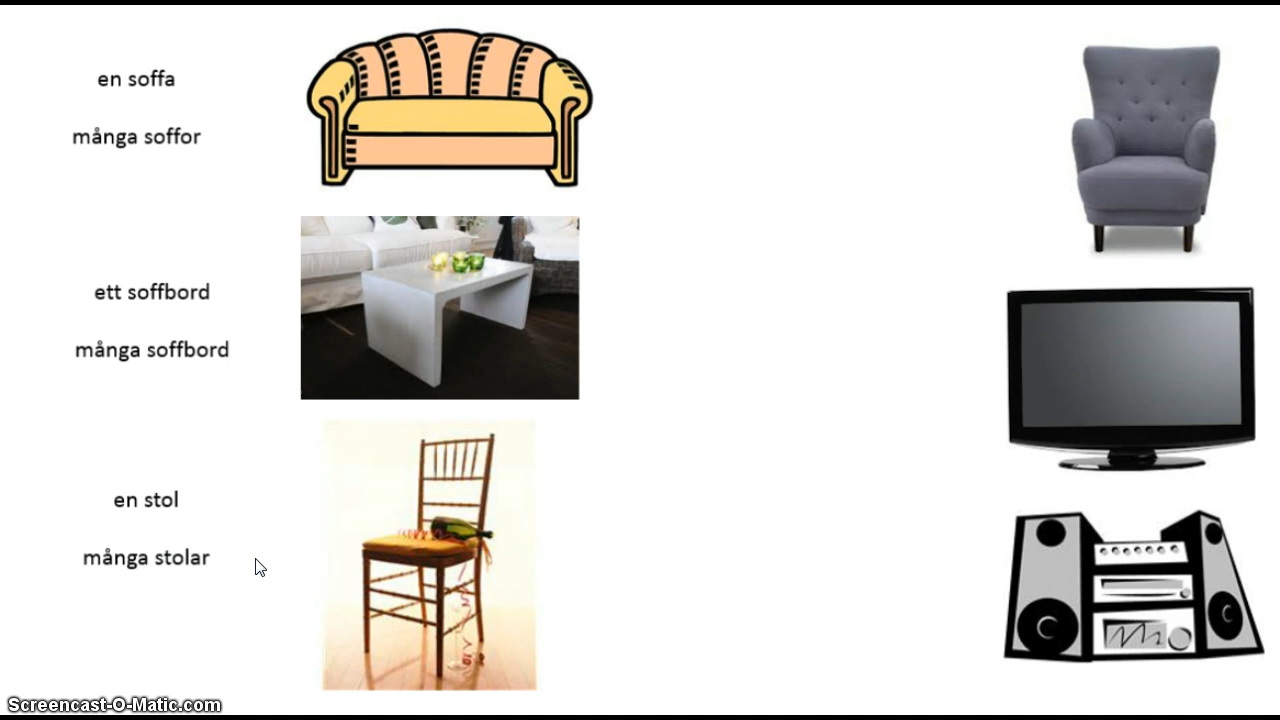 en soffa
många soffor
ett soffbord
många soffbord
en stol
många stolar
Screencast-O-Matic.com